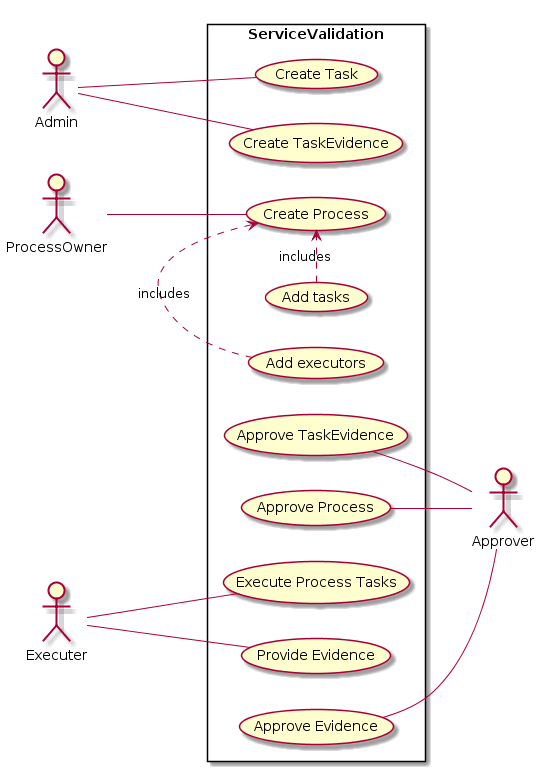 ServiceValidation
Create Task
Admin
Create TaskEvidence
Create Process
ProcessOwner
includes
includes
Add tasks
Add executors
Approve TaskEvidence
Approve Process
Approver
Execute Process Tasks
Executer
Provide Evidence
Approve Evidence